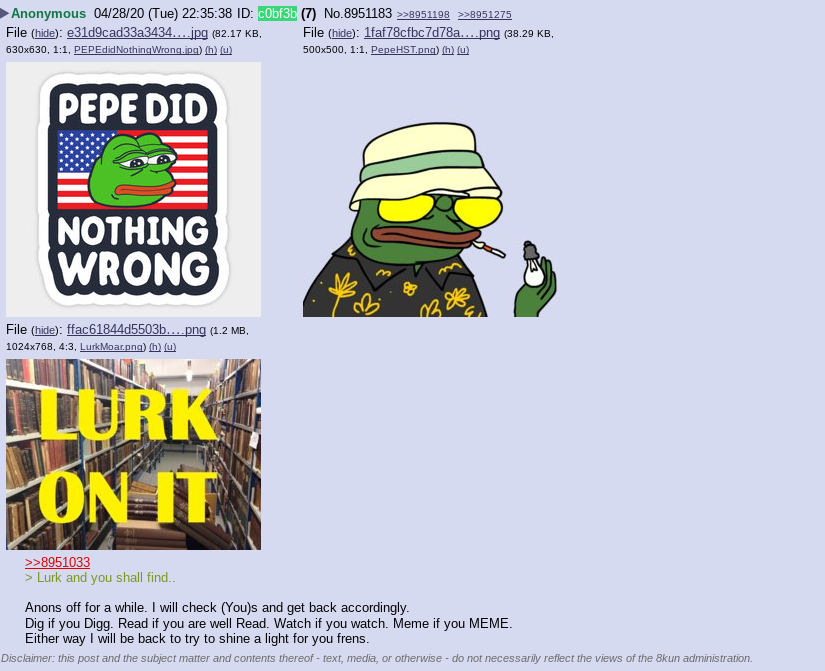 Anonymous 04/28/20 (Tue) 22:35:38 ID: c0bf3b (7) No.8951183 >>8951198 >>8951275
File (hide): e31d9cad33a3434....jpg (82.17 KB,
630x630, 1:1, PEPEdidNothingWrong.jpg) (h) (u)
File (hide): 1faf78cfbc7d78a....png (38.29 KB,
500x500, 1:1, PepeHST.png) (h) (u)
PEPE DID
NOTHING
WRONG
File (hide): ffac61844d5503b....png (1.2 MB,
1024x768, 4:3, LurkMoar.png) (h) (u)
LURK
ON IT
>>8951033
> Lurk and you shall find..
Anons off for a while. I will check (You)s and get back accordingly.
Dig if you Digg. Read if you are well Read. Watch if you watch. Meme if you MEME.
Either way I will be back to try to shine a light for you frens.
Disclaimer: this post and the subject matter and contents thereof - text, media, or otherwise - do not necessarily reflect the views of the 8kun administration.